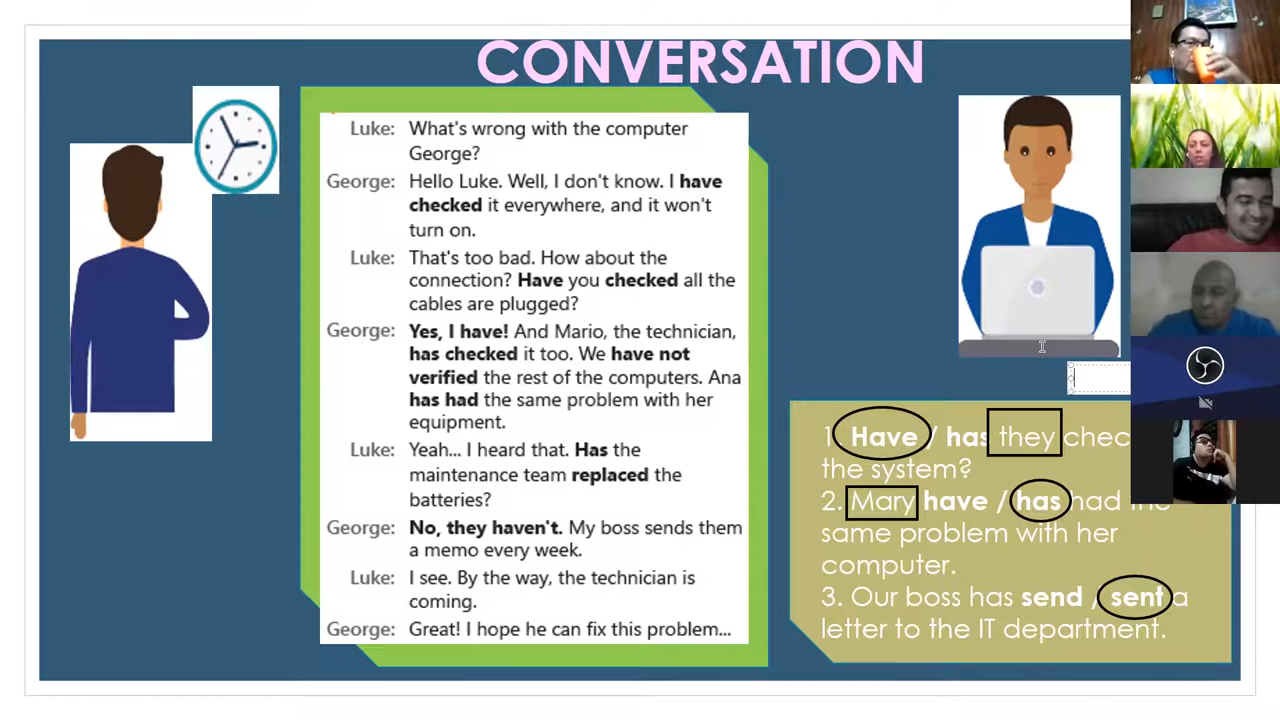 CONVERSATION
Luke: What's wrong with the computer
George?
George: Hello Luke. Well, I don't know. I have
checked it everywhere, and it won't
turn on.
Luke: That's too bad. How about the
connection? Have you checked all the
cables are plugged?
George: Yes, I have! And Mario, the technician,
has checked it too. We have not
verified the rest of the computers. Ana
has had the same problem with her
equipment.
Luke: Yeah... I heard that. Has the
maintenance team replaced the
batteries?
George: No, they haven't. My boss sends them
a memo every week.
Luke: I see. By the way, the technician is
coming.
George: Great! I hope he can fix this problem...
1. Have / has they
the system?
2. Mary have / has had the
same problem with her
computer.
3. Our boss has send / sent a
letter to the IT department.